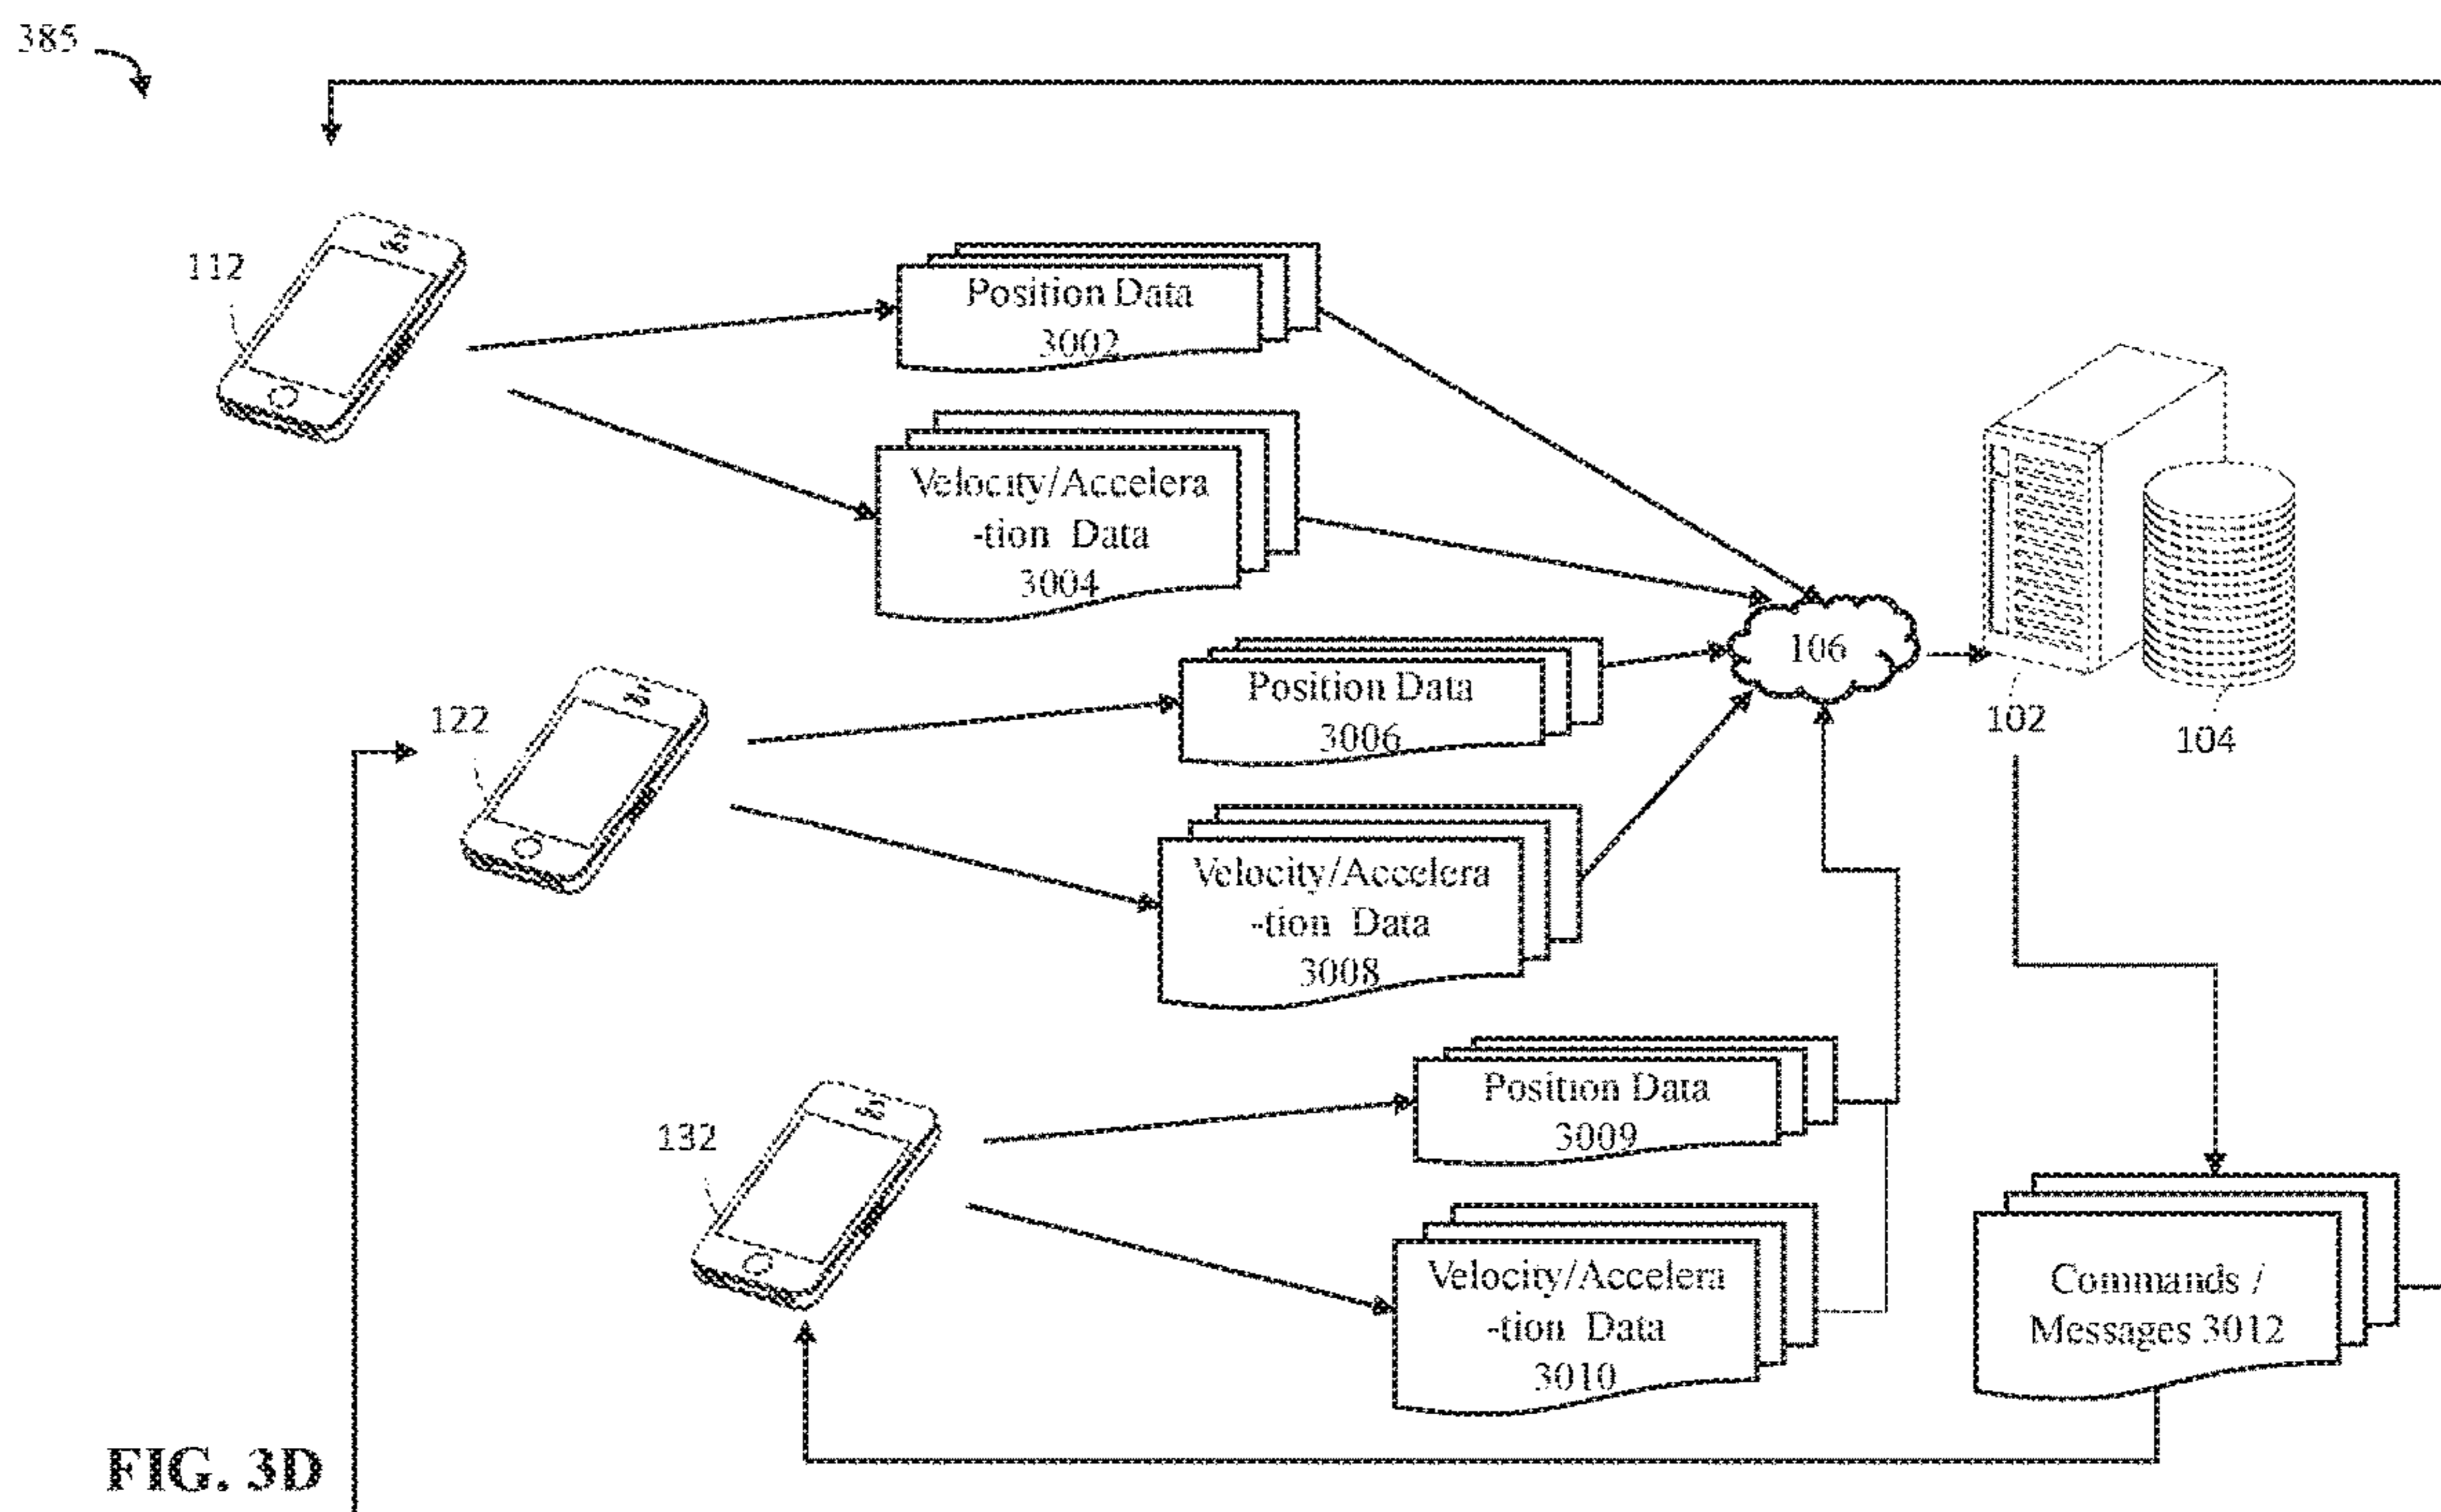 385
112
Position Data
3002
Velocity/Accelera
-tion Data
3004
106
102
104
122
Position Data
3006
Velocity/Accelera
-tion Data
3008
132
Position Data
3009
Velocity/Accelera
-tion Data
3010
Commands /
Messages 3012
FIG. 3D